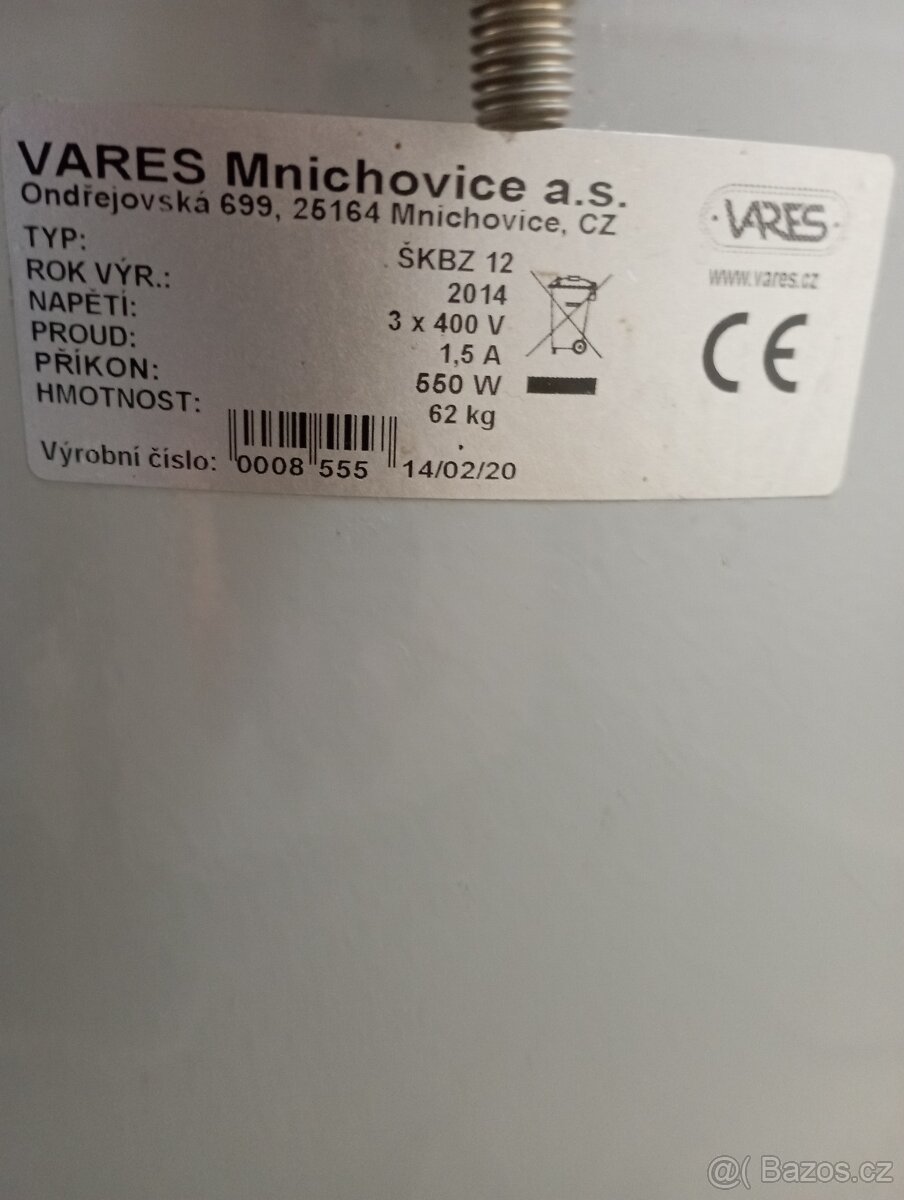 VARES Mnichovice a.s.
Ondřejovská 699, 25164 Mnichovice, CZ
VARES
www.vares.cz
TYP: ŠKBZ 12
ROK VÝR.: 2014
NAPĚTÍ: 3 x 400 V
PROUD: 1,5 A
PŘÍKON: 550 W
HMOTNOST: 62 kg
CE
Výrobní číslo: 0008 555 14/02/20
@( Bazos.cz